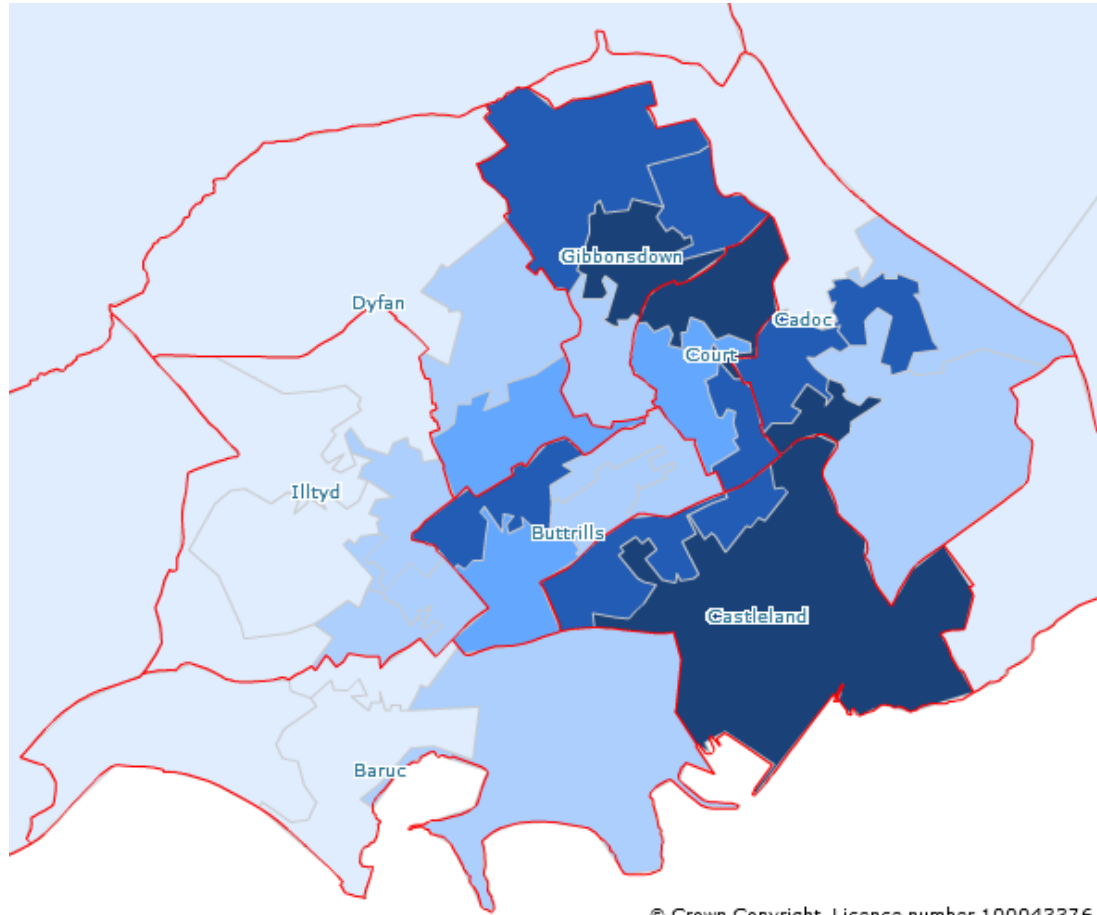 Gibbonsdown
Dyfan
Cadoc
Court
Illtyd
Buttrills
Castleland
Baruc
© Crown Copyright. Licence number 100043376